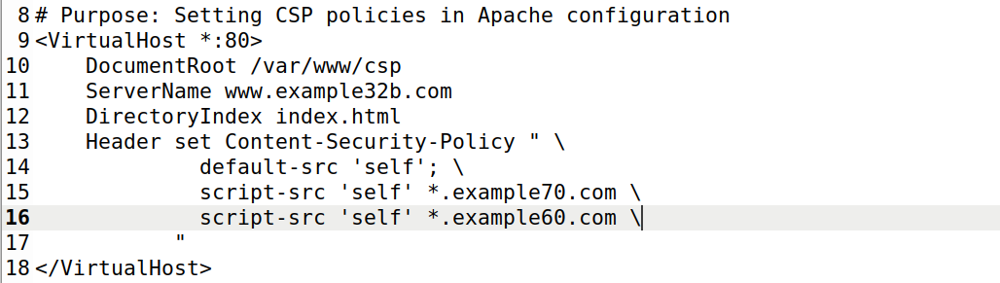 8 # Purpose: Setting CSP policies in Apache configuration
9 <VirtualHost *:80>
10     DocumentRoot /var/www/csp
11     ServerName www.example32b.com
12     DirectoryIndex index.html
13     Header set Content-Security-Policy " \
14              default-src 'self'; \
15              script-src 'self' *.example70.com \
16              script-src 'self' *.example60.com \
17            "
18 </VirtualHost>